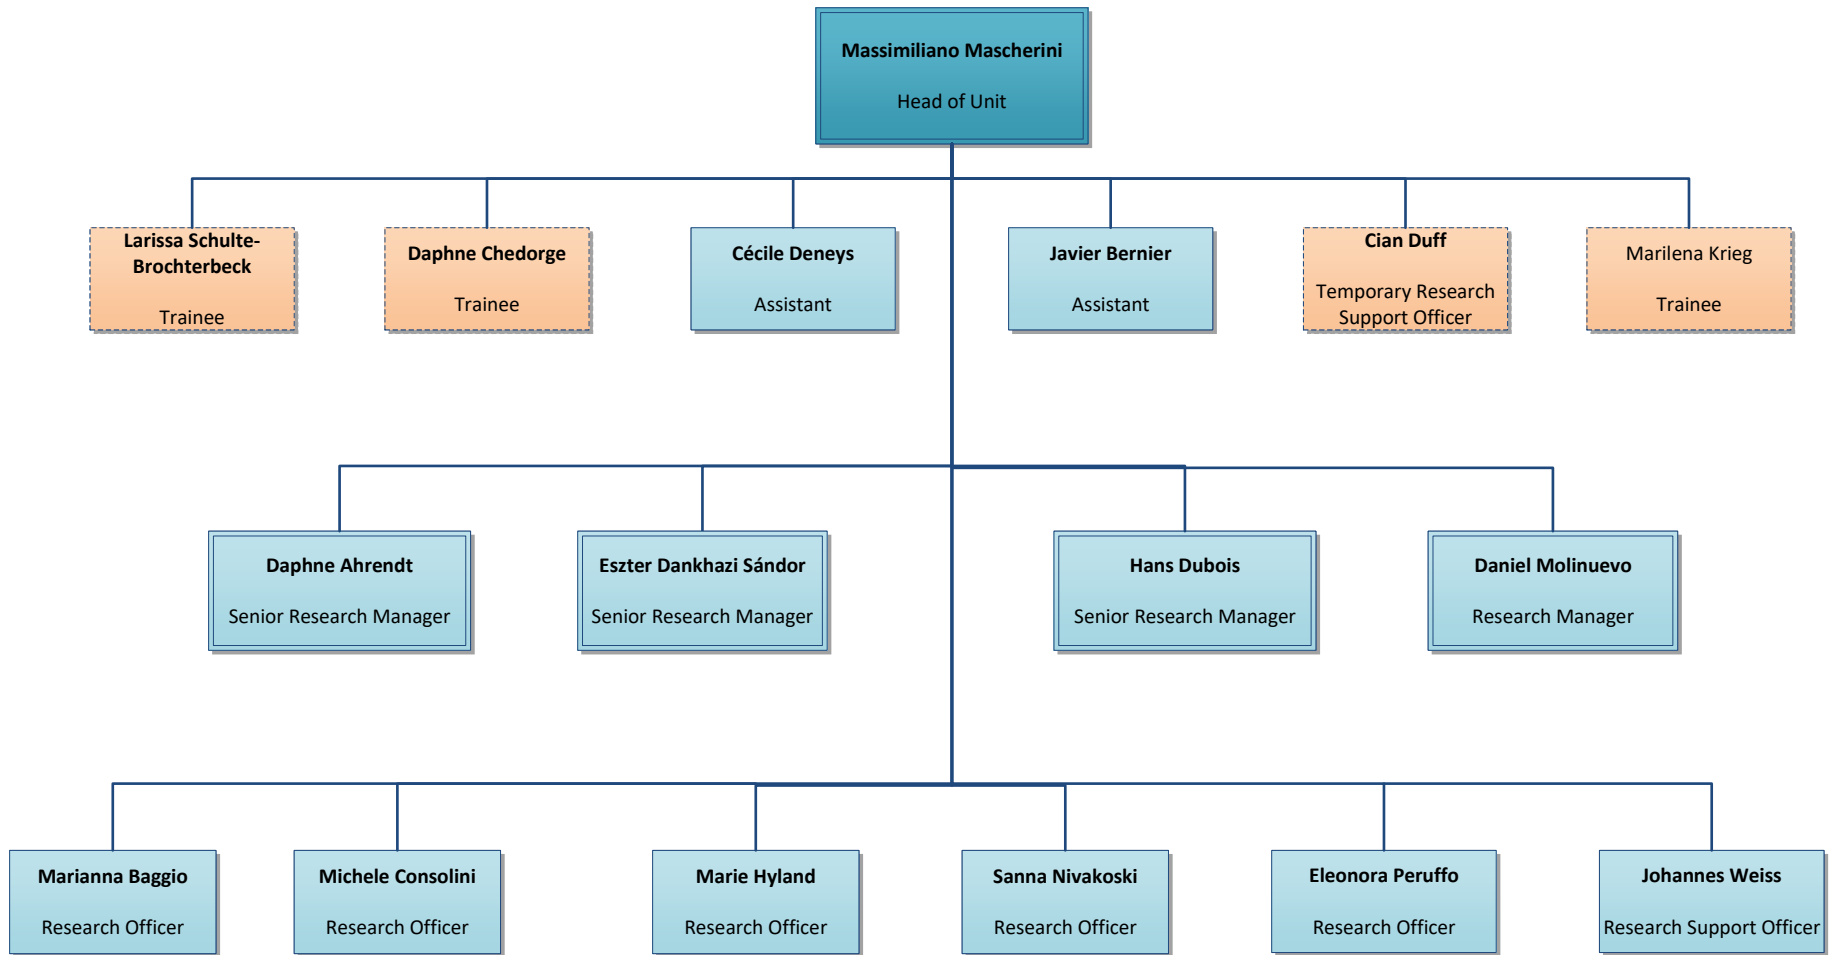 Massimiliano Mascherini
Head of Unit
Larissa Schulte-
Brochterbeck
Trainee
Daphne Chedorge
Trainee
Cécile Deneys
Assistant
Javier Bernier
Assistant
Cian Duff
Temporary Research
Support Officer
Marilena Krieg
Trainee
Daphne Ahrendt
Senior Research Manager
Eszter Dankhazi Sándor
Senior Research Manager
Hans Dubois
Senior Research Manager
Daniel Molinuevo
Research Manager
Marianna Baggio
Research Officer
Michele Consolini
Research Officer
Marie Hyland
Research Officer
Sanna Nivakoski
Research Officer
Eleonora Peruffo
Research Officer
Johannes Weiss
Research Support Officer